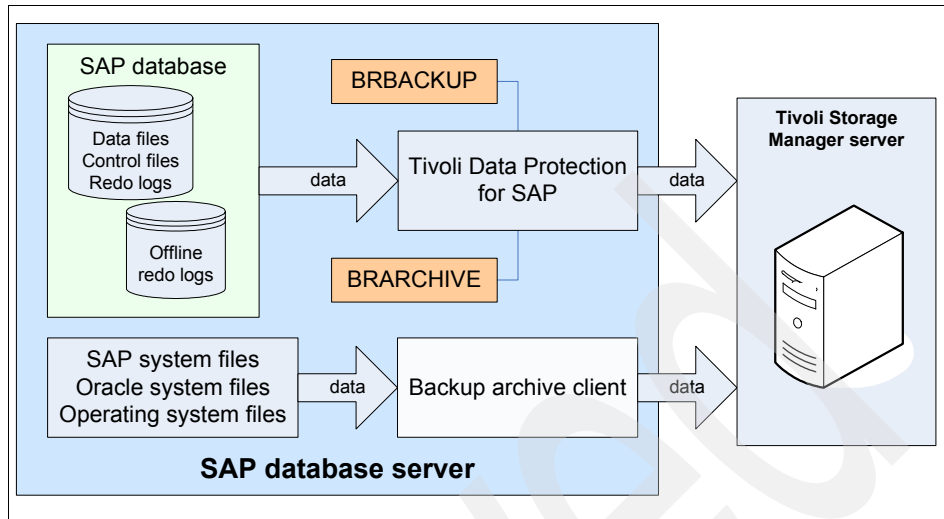 SAP database
Data files
Control files
Redo logs
Offline
redo logs
data
BRBACKUP
Tivoli Data Protection
for SAP
BRARCHIVE
data
Tivoli Storage
Manager server
SAP system files
Oracle system files
Operating system files
data
Backup archive client
data
SAP database server